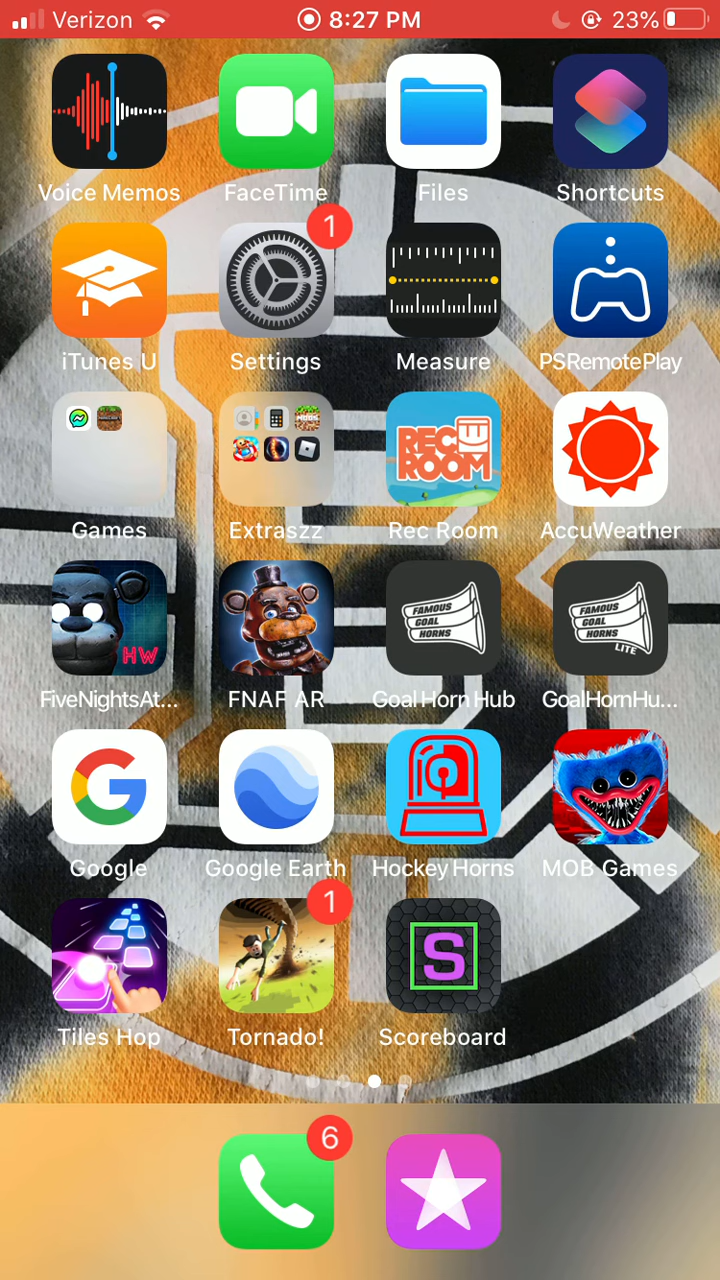 Verizon 8:27 PM 23%
Voice Memos FaceTime Files Shortcuts
1
iTunes U Settings Measure PSRemotePlay
REC ROOM
Games Extraszz Rec Room AccuWeather
HW
FAMOUS GOAL HORNS
FAMOUS GOAL HORNS LITE
FiveNightsAt... FNAF AR Goal Horn Hub GoalHornHu...
G
Google Google Earth Hockey Horns MOB Games
1
S
Tiles Hop Tornado! Scoreboard
6